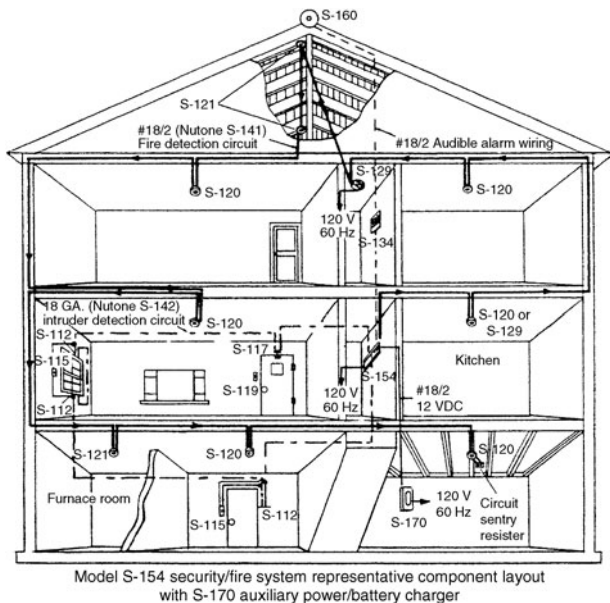 S-160
S-121
#18/2 (Nutone S-141)
Fire detection circuit
#18/2 Audible alarm wiring
S-120
S-129
S-120
120 V
60 Hz
S-134
18 GA. (Nutone S-142)
intruder detection circuit
S-120
S-120 or
S-129
S-112
S-115
S-117
S-119
S-112
120 V
60 Hz
S-154
Kitchen
#18/2
12 VDC
S-121
S-120
S-120
Furnace room
S-115
S-112
S-170
120 V
60 Hz
Circuit
sentry
resister
Model S-154 security/fire system representative component layout
with S-170 auxiliary power/battery charger